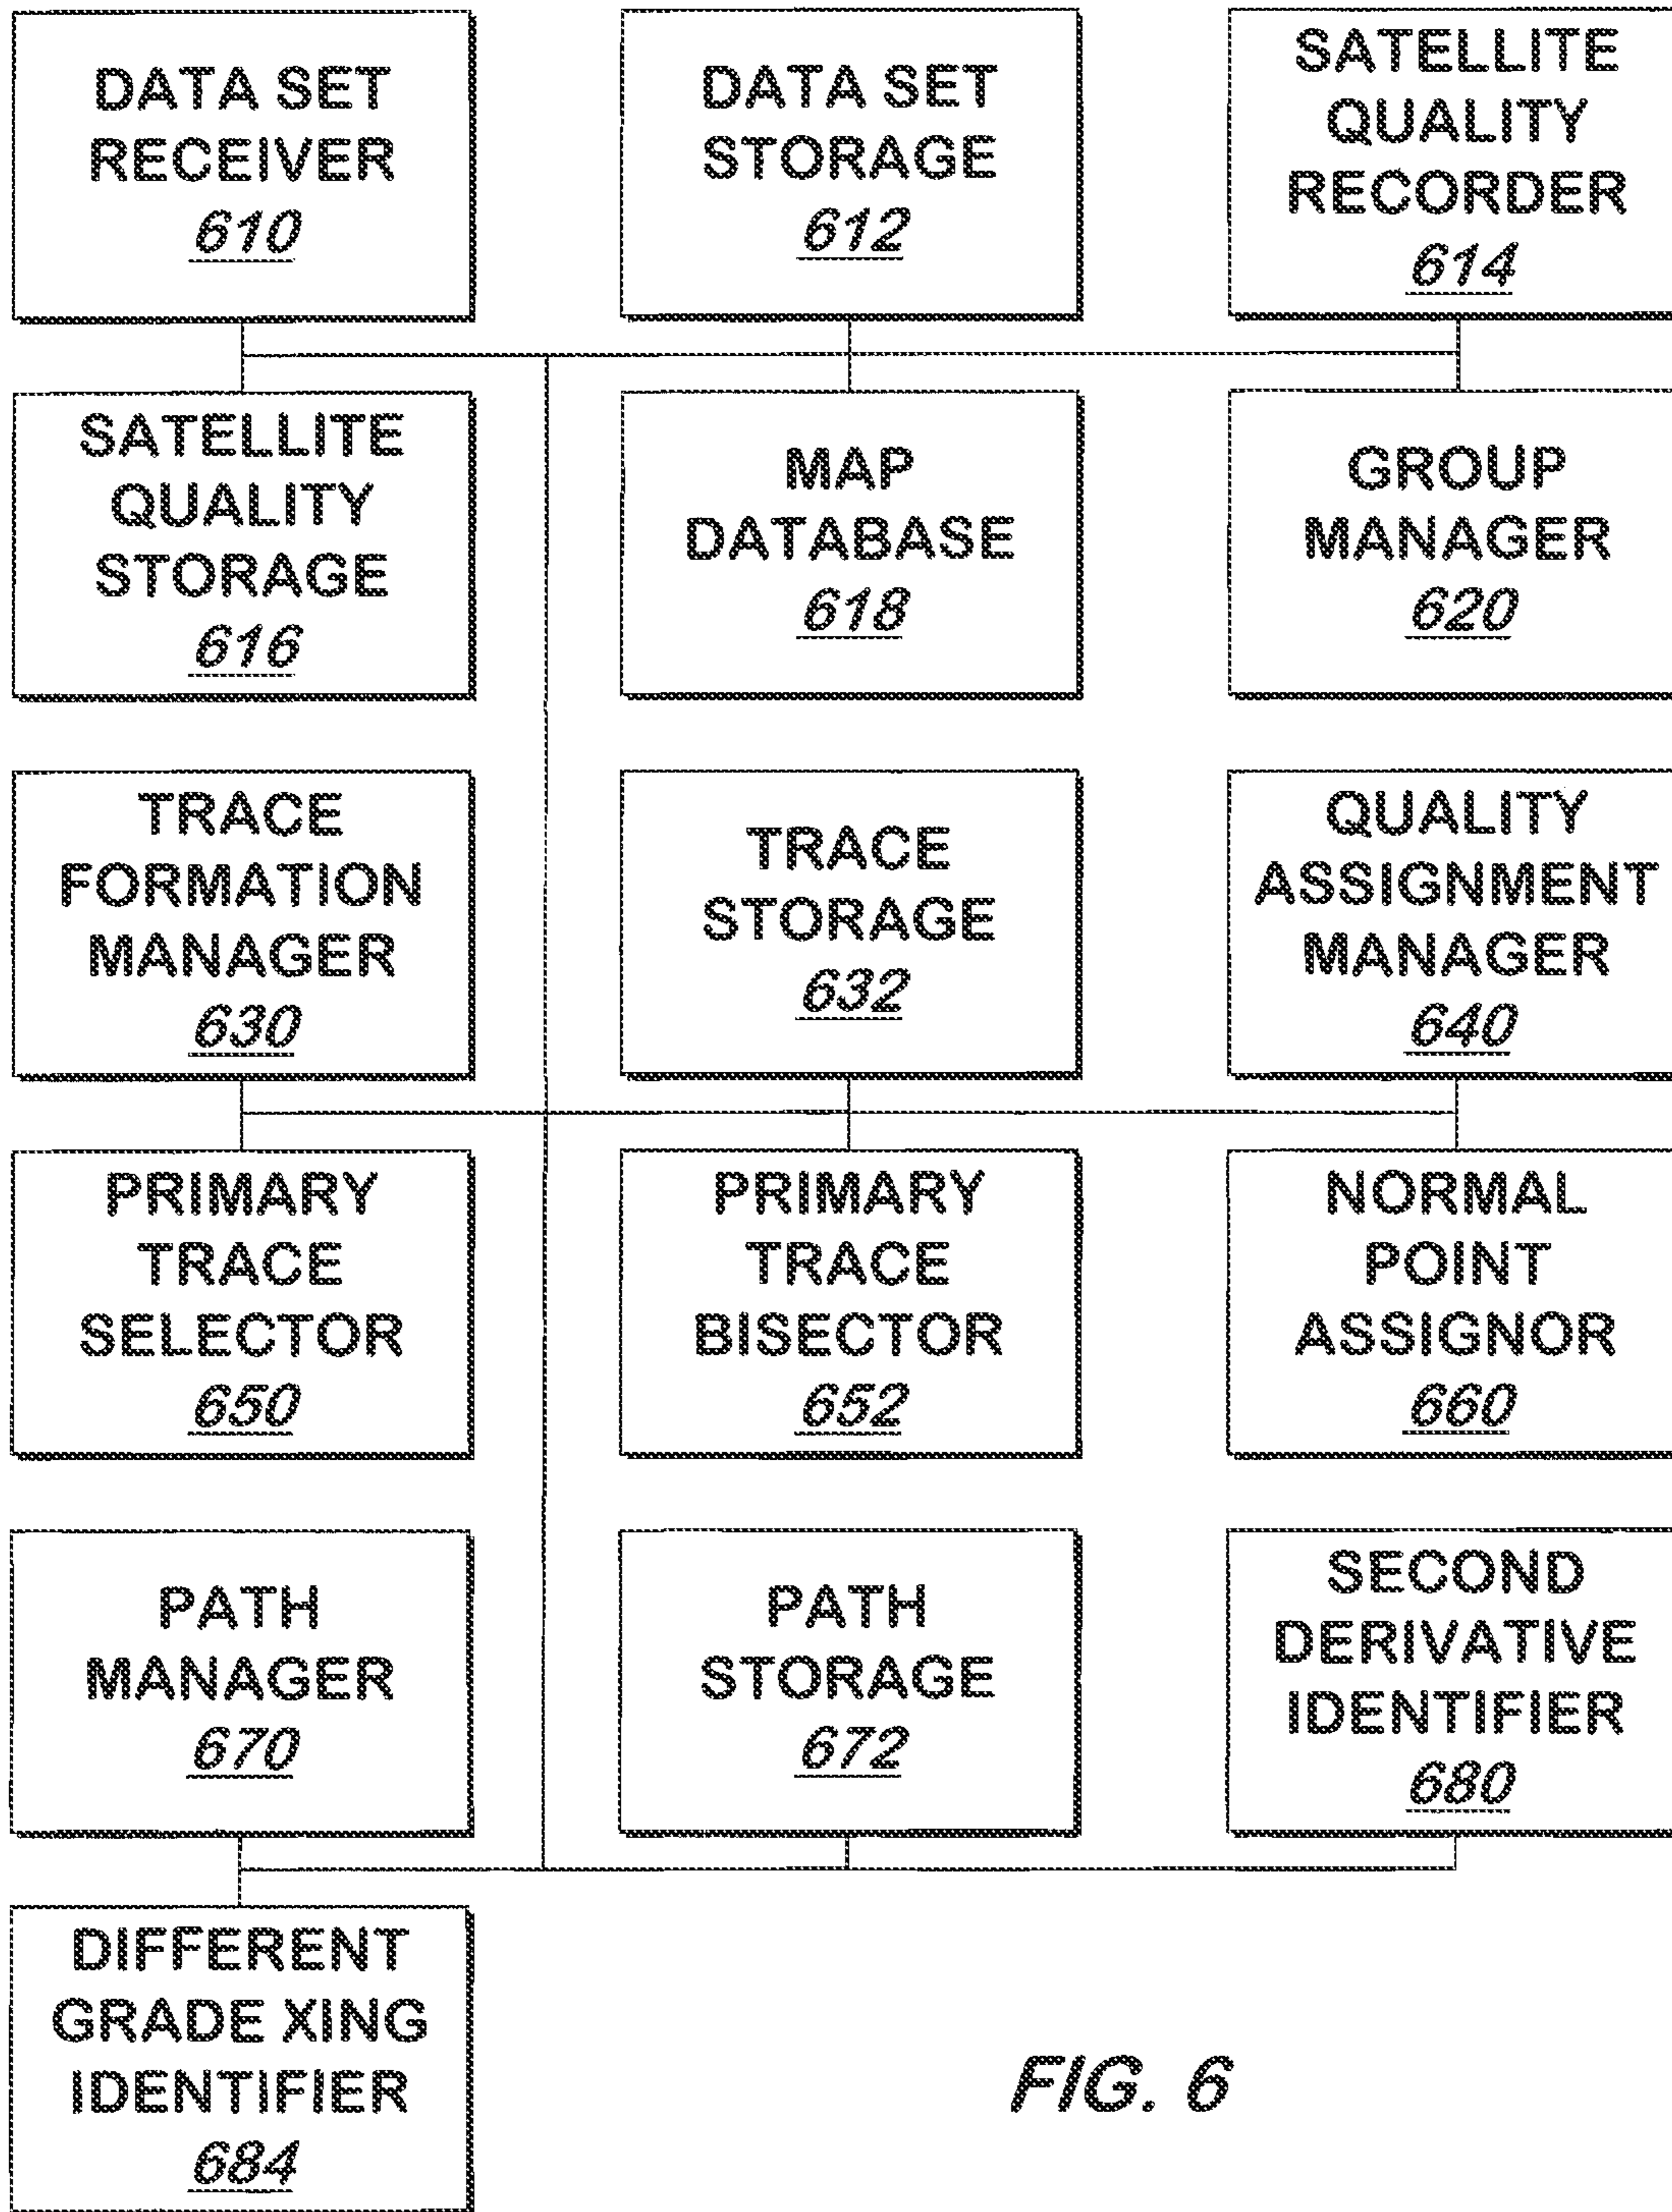 DATA SET
RECEIVER
610
DATA SET
STORAGE
612
SATELLITE
QUALITY
RECORDER
614
SATELLITE
QUALITY
STORAGE
616
MAP
DATABASE
618
GROUP
MANAGER
620
TRACE
FORMATION
MANAGER
630
TRACE
STORAGE
632
QUALITY
ASSIGNMENT
MANAGER
640
PRIMARY
TRACE
SELECTOR
650
PRIMARY
TRACE
BISECTOR
652
NORMAL
POINT
ASSIGNOR
660
PATH
MANAGER
670
PATH
STORAGE
672
SECOND
DERIVATIVE
IDENTIFIER
680
DIFFERENT
GRADE XING
IDENTIFIER
684
FIG. 6